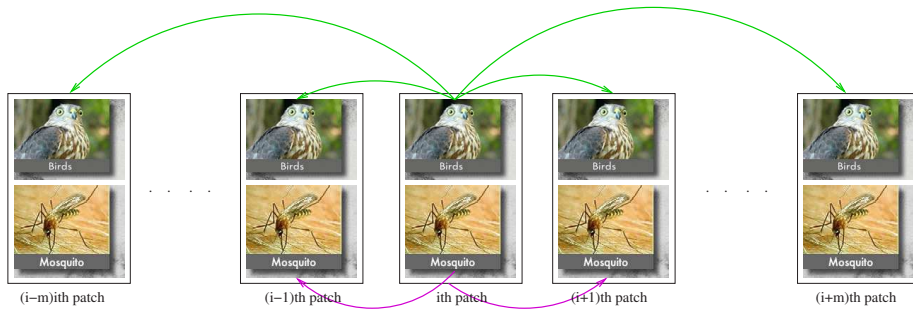 Birds
Birds
Birds
Birds
Birds
. . . .
. . . .
Mosquito
Mosquito
Mosquito
Mosquito
Mosquito
(i−m)ith patch
(i−1)th patch
ith patch
(i+1)th patch
(i+m)th patch